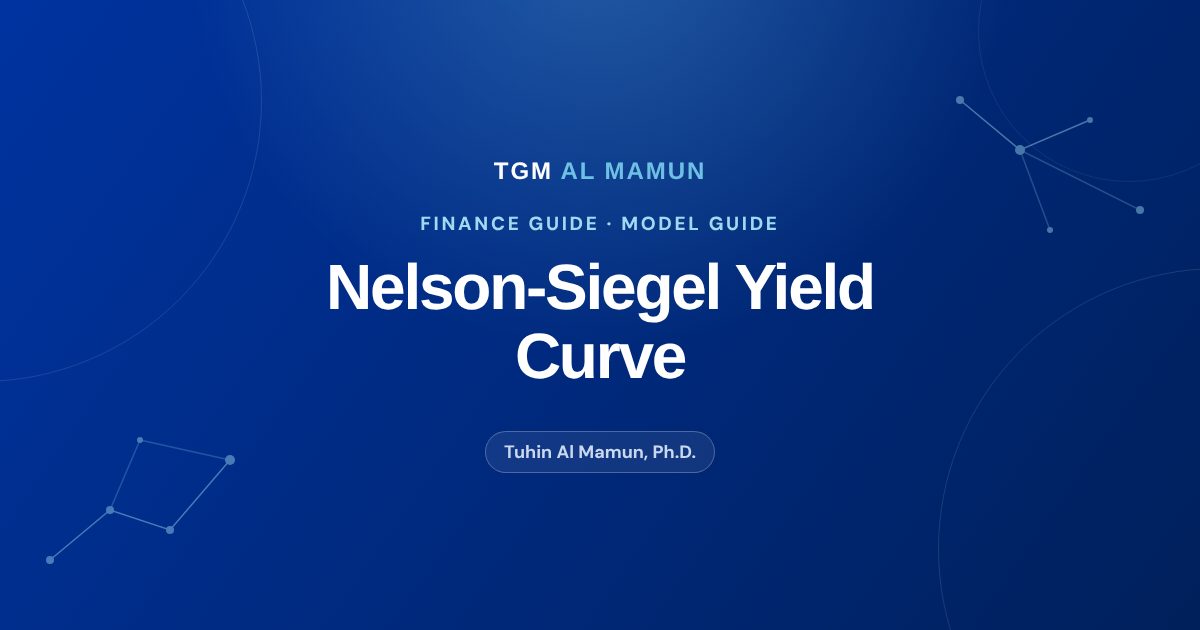 TGM AL MAMUN
FINANCE GUIDE · MODEL GUIDE
Nelson-Siegel Yield
Curve
Tuhin Al Mamun, Ph.D.